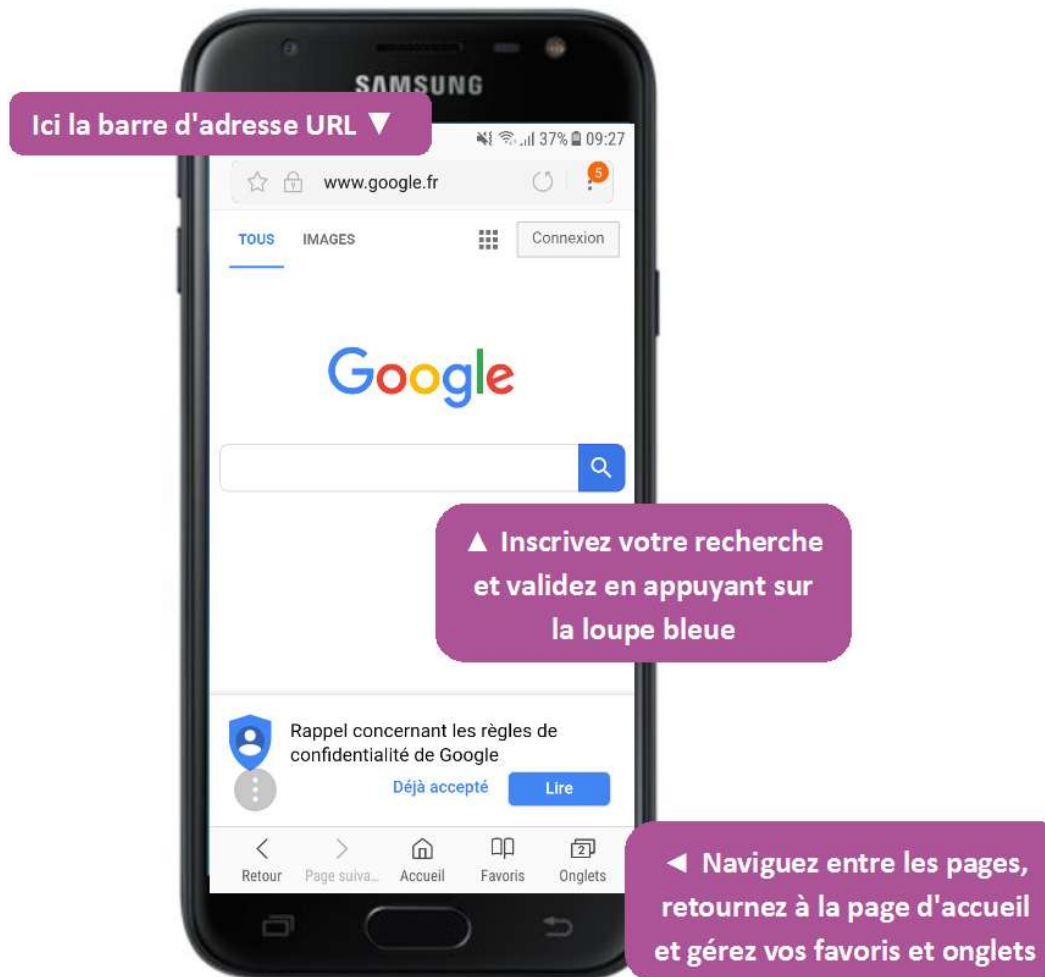 SAMSUNG
Ici la barre d'adresse URL ▼
37% 09:27
www.google.fr
5
TOUS IMAGES Connexion
Google
▲ Inscrivez votre recherche
et validez en appuyant sur
la loupe bleue
Rappel concernant les règles de
confidentialité de Google
Déjà accepté Lire
2
Retour Page suiva... Accueil Favoris Onglets
◄ Naviguez entre les pages,
retournez à la page d'accueil
et gérez vos favoris et onglets